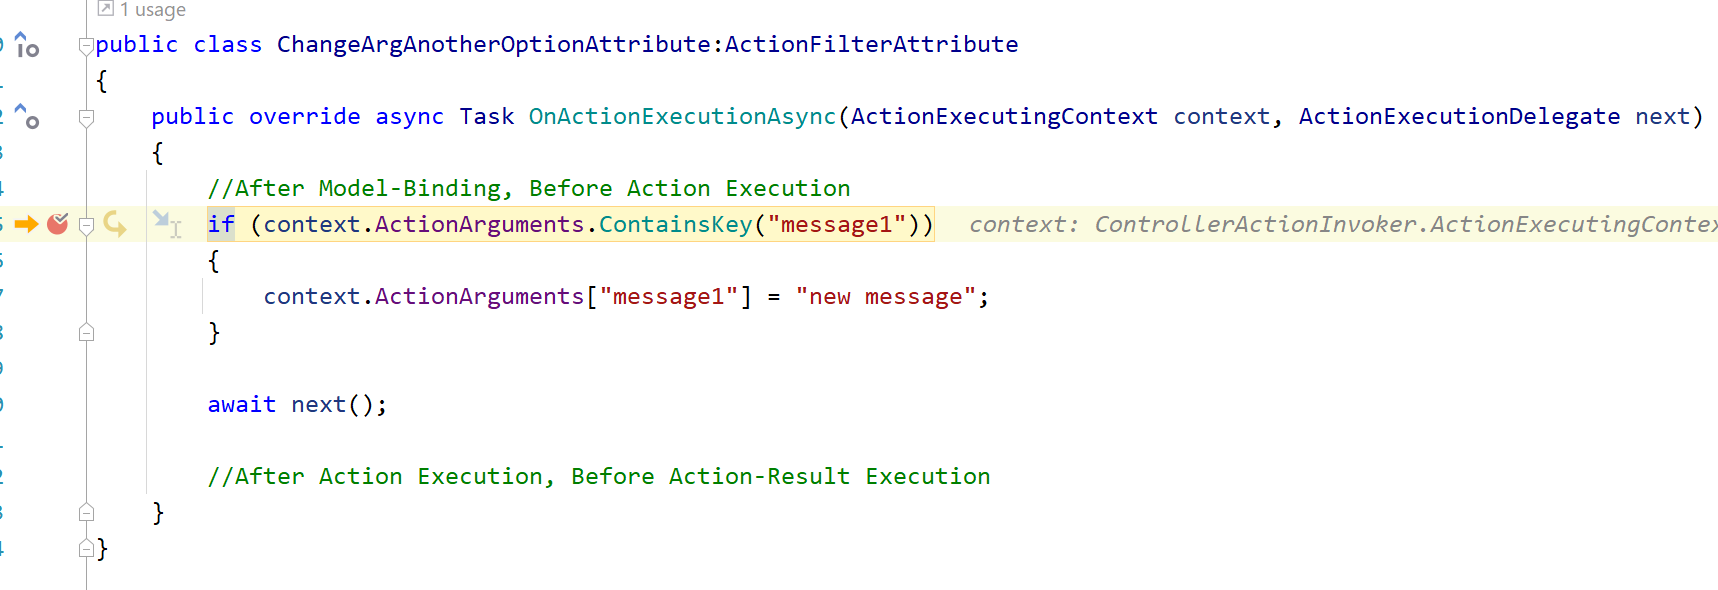 1 usage
public class ChangeArgAnotherOptionAttribute:ActionFilterAttribute
{
public override async Task OnActionExecutionAsync(ActionExecutingContext context, ActionExecutionDelegate next)
{
//After Model-Binding, Before Action Execution
if (context.ActionArguments.ContainsKey("message1")) context: ControllerActionInvoker.ActionExecutingContex
{
context.ActionArguments["message1"] = "new message";
}
await next();
//After Action Execution, Before Action-Result Execution
}
}